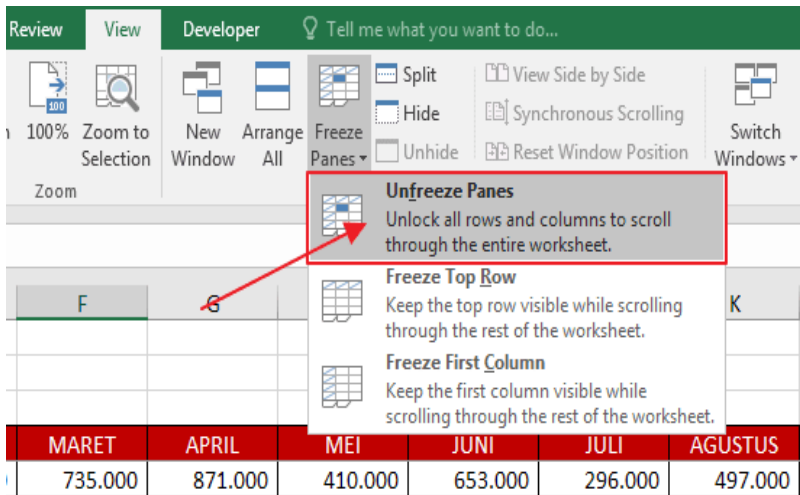 Review View Developer Tell me what you want to do...
Split View Side by Side
Hide Synchronous Scrolling
100% Zoom to New Arrange Freeze Switch
Selection Window All Panes Unhide Reset Window Position Windows
100
Zoom
Unfreeze Panes
Unlock all rows and columns to scroll
through the entire worksheet.
Freeze Top Row
Keep the top row visible while scrolling
through the rest of the worksheet.
Freeze First Column
Keep the first column visible while
scrolling through the rest of the worksheet.
F G K
MARET APRIL MEI JUNI JULI AGUSTUS
735.000 871.000 410.000 653.000 296.000 497.000